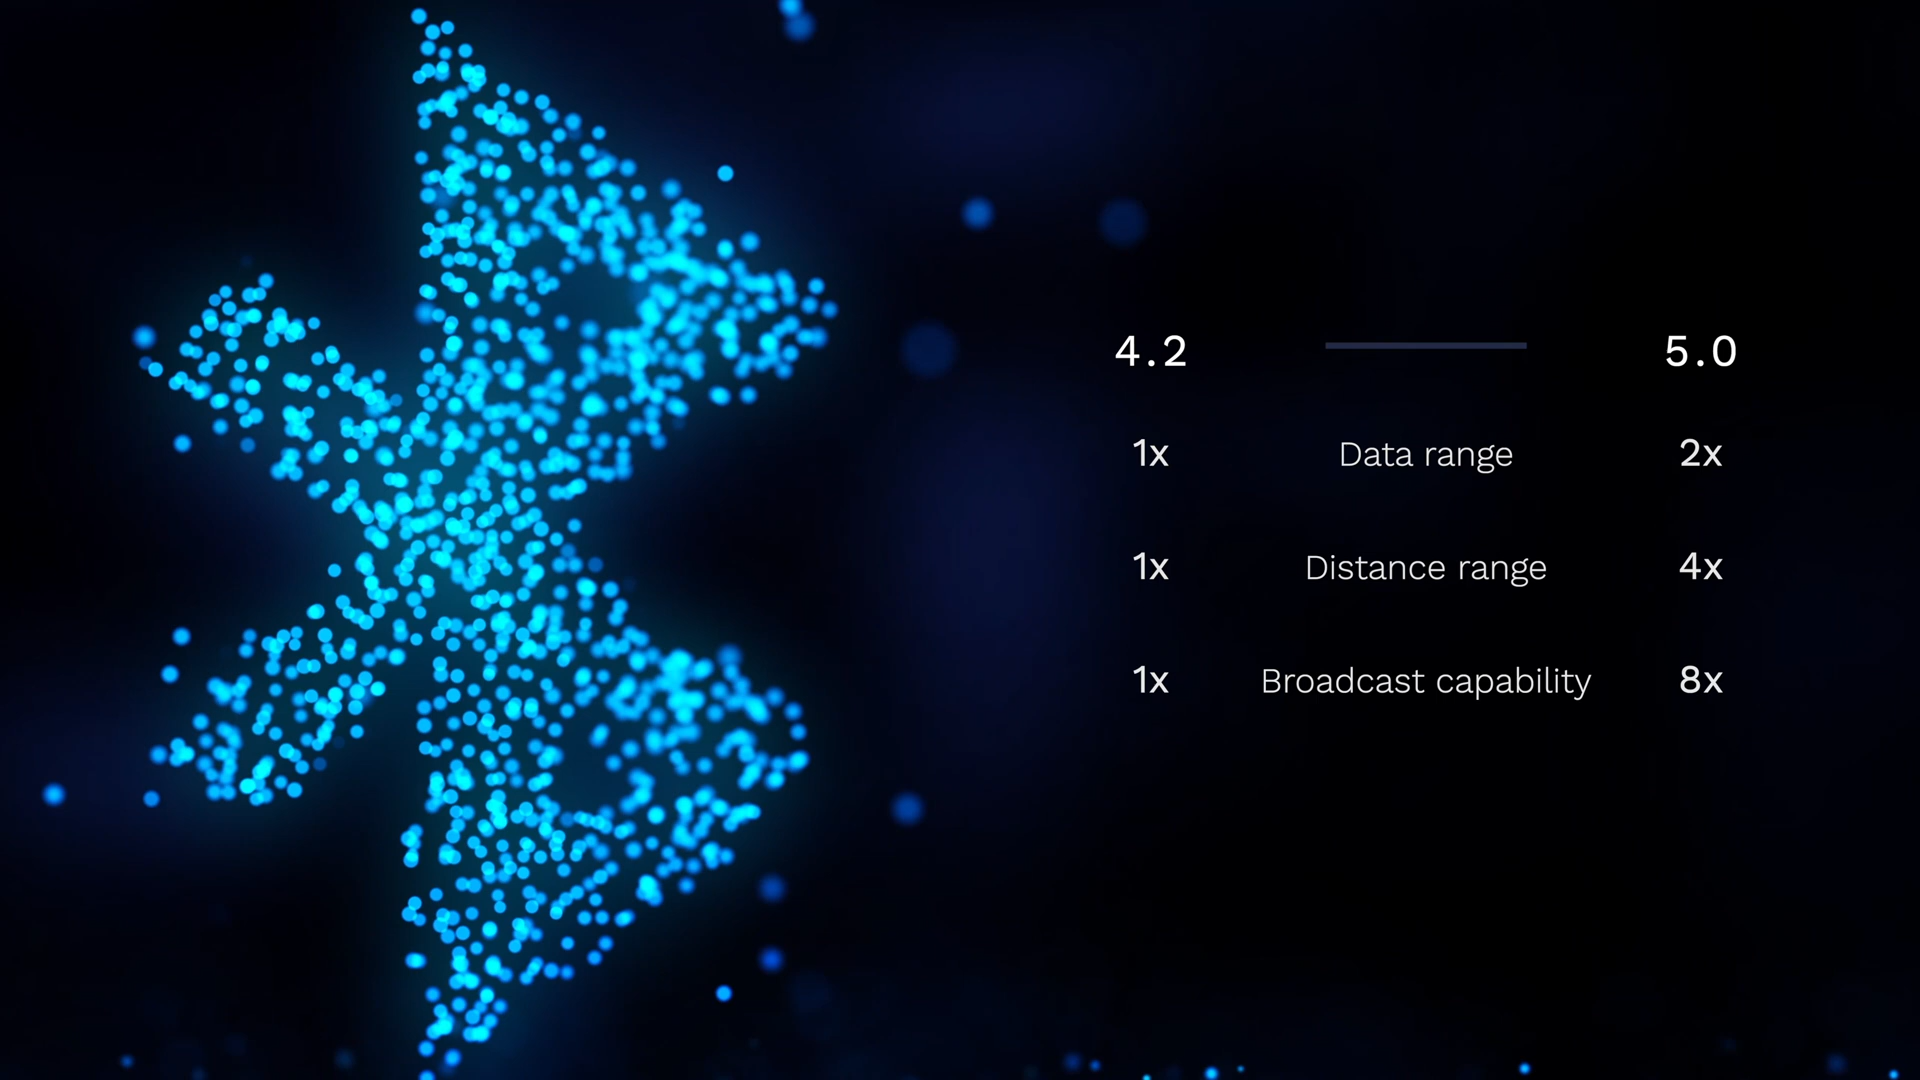 4.2 5.0
1x Data range 2x
1x Distance range 4x
1x Broadcast capability 8x